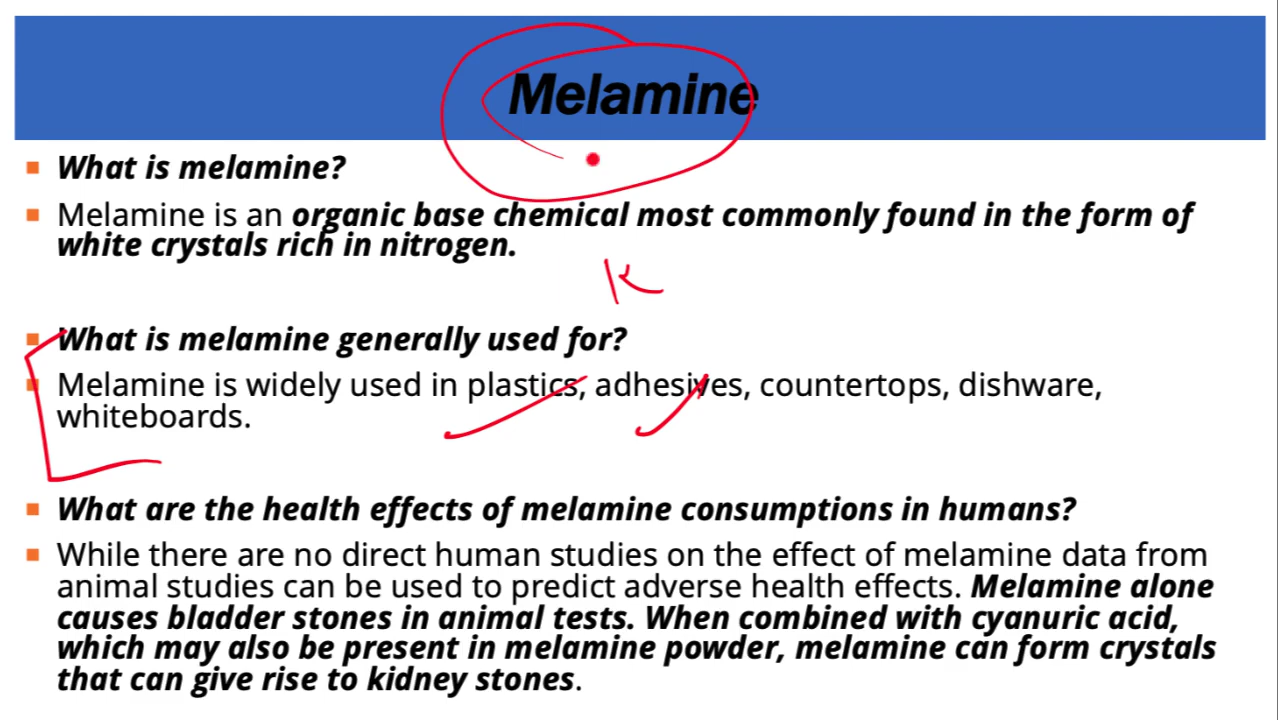 Melamine
What is melamine?
Melamine is an organic base chemical most commonly found in the form of
white crystals rich in nitrogen.
K
What is melamine generally used for?
Melamine is widely used in plastics, adhesives, countertops, dishware,
whiteboards.
What are the health effects of melamine consumptions in humans?
While there are no direct human studies on the effect of melamine data from
animal studies can be used to predict adverse health effects. Melamine alone
causes bladder stones in animal tests. When combined with cyanuric acid,
which may also be present in melamine powder, melamine can form crystals
that can give rise to kidney stones.